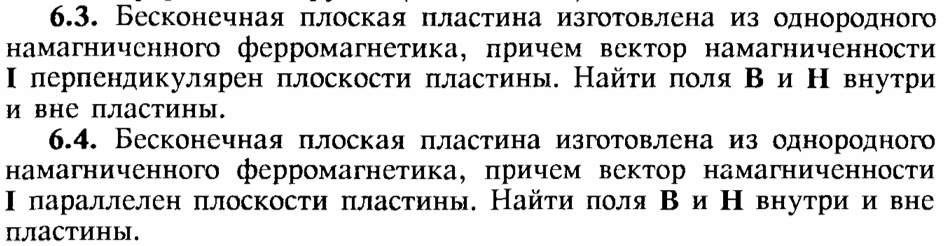 6.3. Бесконечная плоская пластина изготовлена из однородного
намагниченного ферромагнетика, причем вектор намагниченности
I перпендикулярен плоскости пластины. Найти поля B и H внутри
и вне пластины.
6.4. Бесконечная плоская пластина изготовлена из однородного
намагниченного ферромагнетика, причем вектор намагниченности
I параллелен плоскости пластины. Найти поля B и H внутри и вне
пластины.